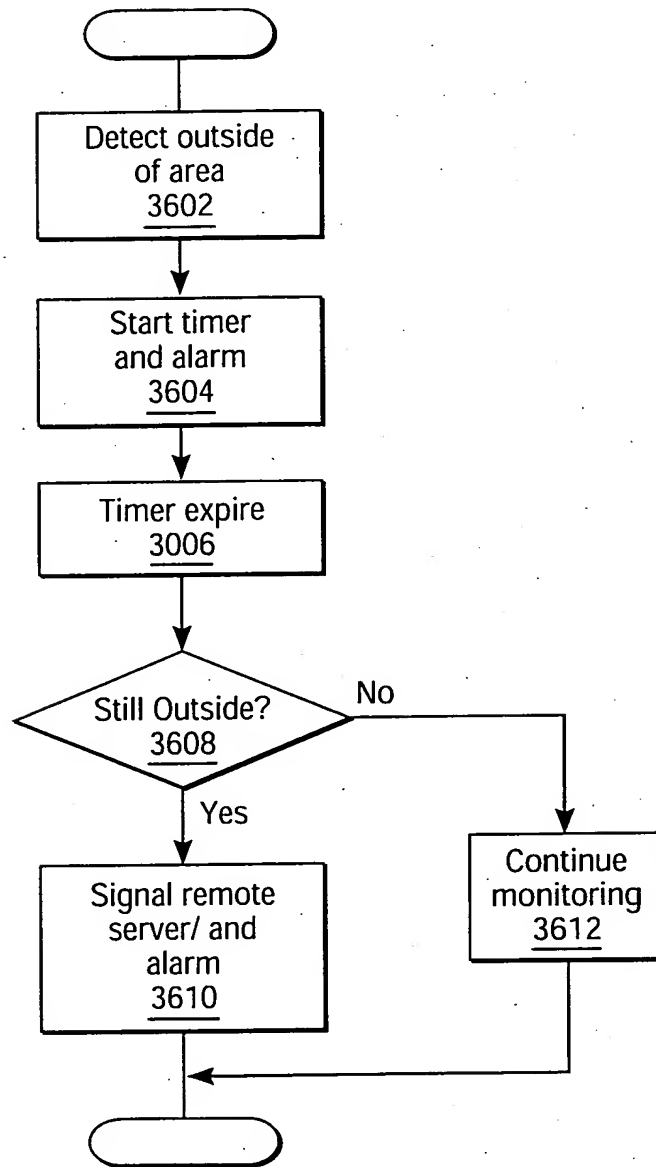 Detect outside
of area
3602
Start timer
and alarm
3604
Timer expire
3006
Still Outside?
3608
No
Yes
Signal remote
server/ and
alarm
3610
Continue
monitoring
3612